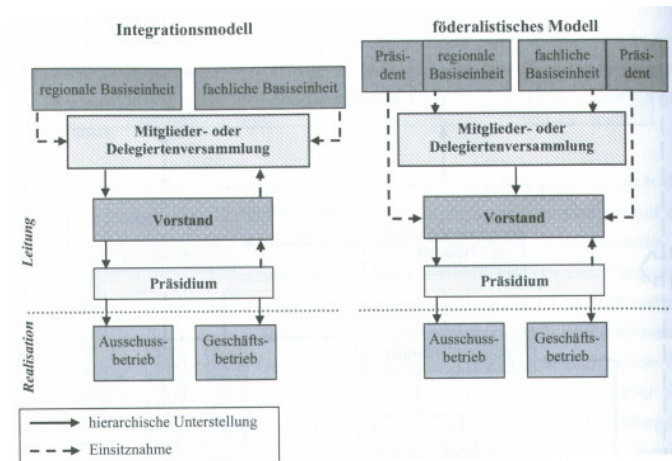 Integrationsmodell
regionale Basiseinheit
fachliche Basiseinheit
Mitglieder- oder
Delegiertenversammlung
Vorstand
Präsidium
Ausschuss-
betrieb
Geschäfts-
betrieb
föderalistisches Modell
Präsi-
dent
regionale
Basiseinheit
fachliche
Basiseinheit
Präsi-
dent
Mitglieder- oder
Delegiertenversammlung
Vorstand
Präsidium
Ausschuss-
betrieb
Geschäfts-
betrieb
Leitung
Realisation
hierarchische Unterstellung
Einsitznahme